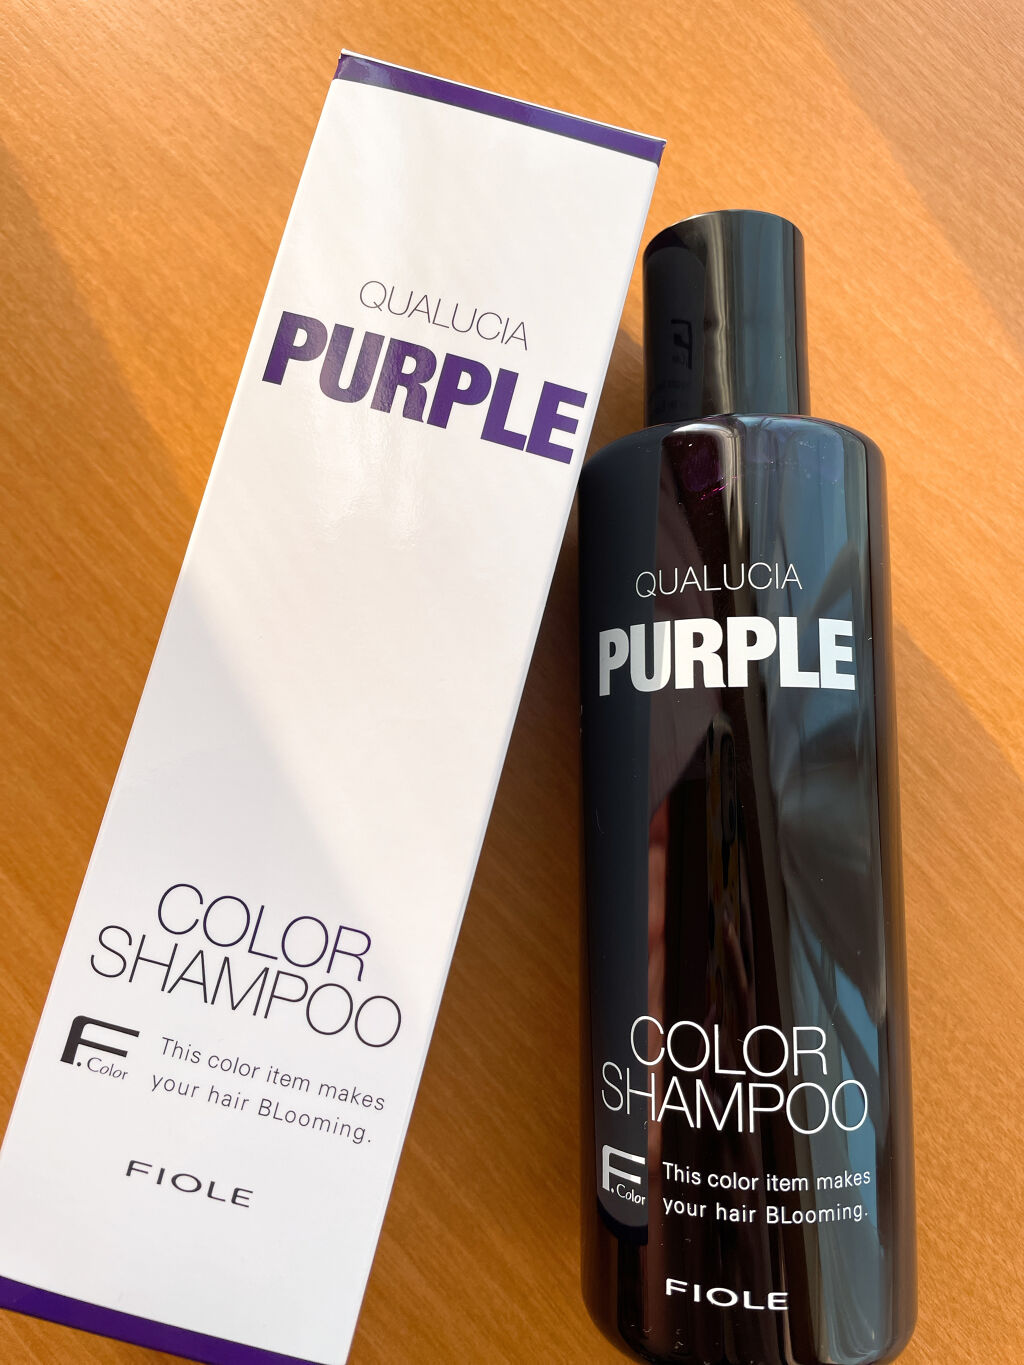 QUALUCIA
PURPLE
COLOR
SHAMPOO
F.
Color
This color item makes
your hair BLooming.
FIOLE
QUALUCIA
PURPLE
COLOR
SHAMPOO
F.
Color
This color item makes
your hair BLooming.
FIOLE